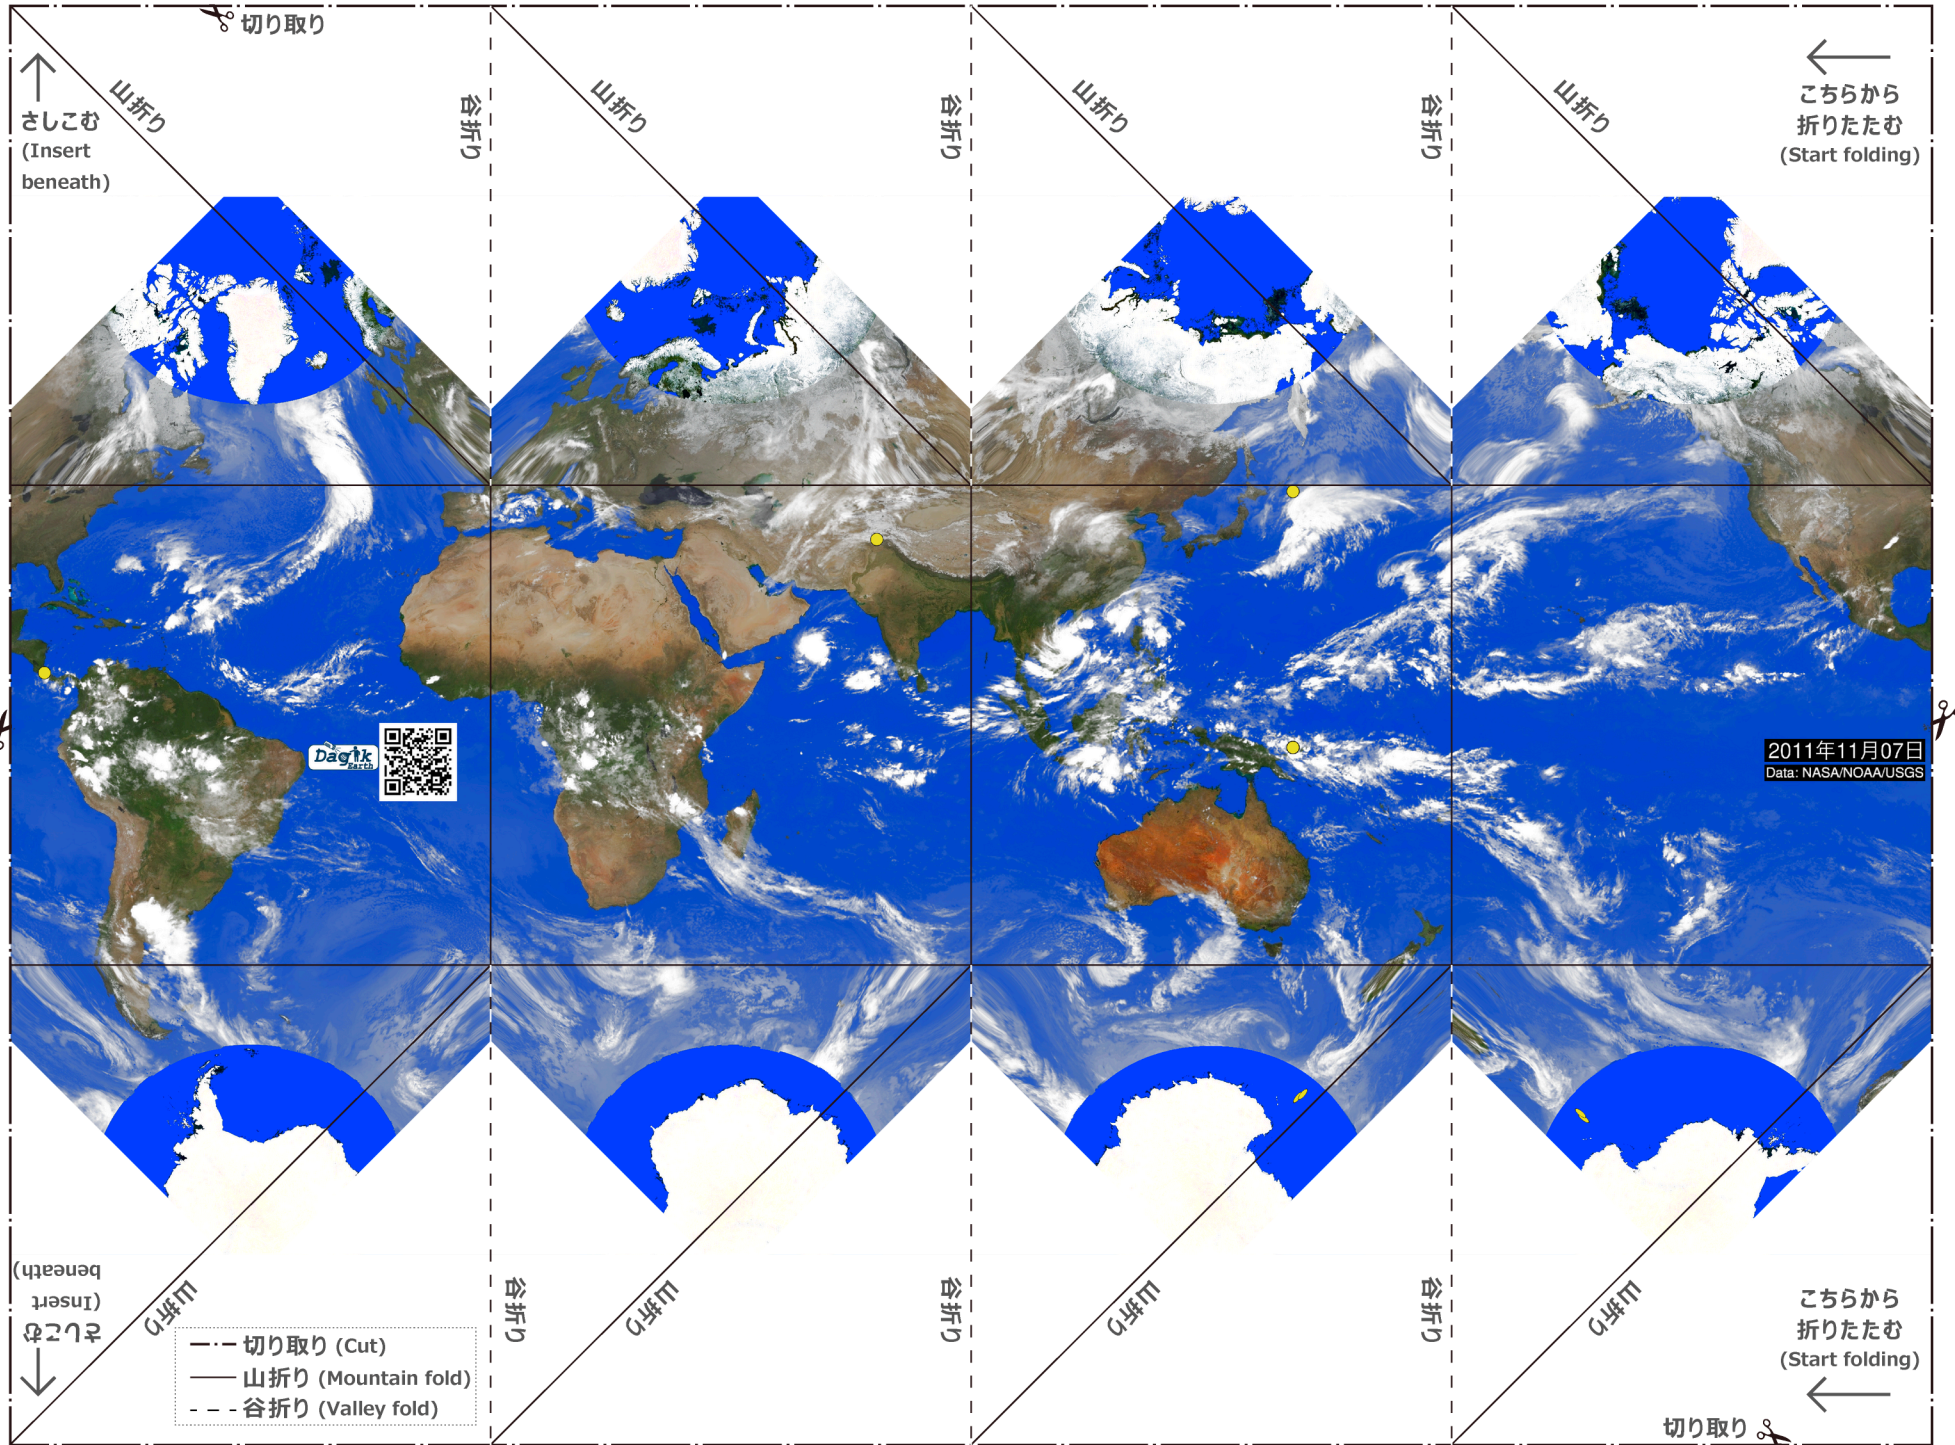 切り取り
さしこむ
(Insert
beneath)
山折り
谷折り
山折り
谷折り
山折り
谷折り
山折り
こちらから
折りたたむ
(Start folding)
Dagik
Earth
2011年11月07日
Data: NASA/NOAA/USGS
さしこむ
(Insert
beneath)
山折り
谷折り
山折り
谷折り
山折り
谷折り
山折り
こちらから
折りたたむ
(Start folding)
切り取り (Cut)
山折り (Mountain fold)
谷折り (Valley fold)
切り取り